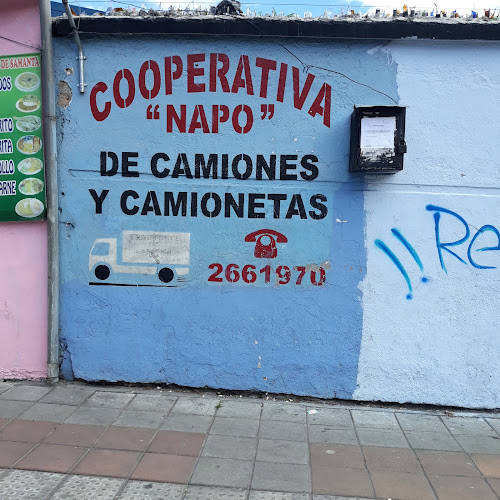 DE SAMANTA
COOPERATIVA
"NAPO"
DE CAMIONES
Y CAMIONETAS
2661970
!! Re